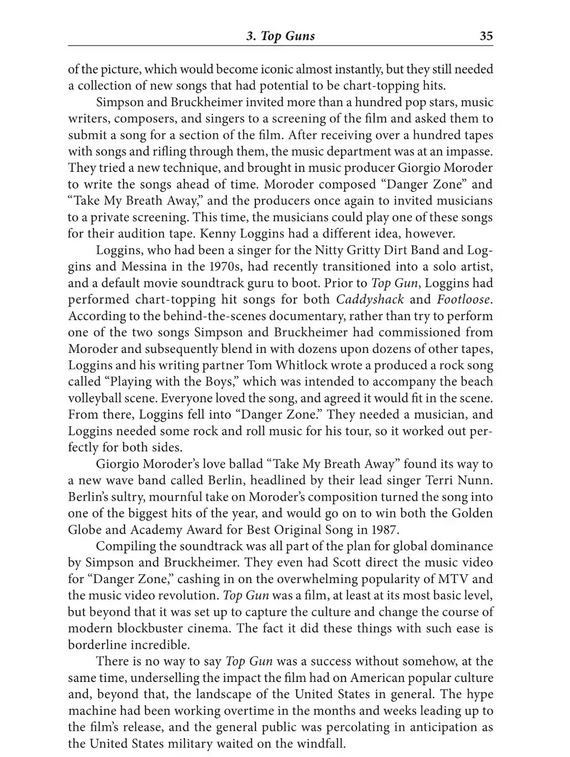 3. Top Guns 35
of the picture, which would become iconic almost instantly, but they still needed
a collection of new songs that had potential to be chart-topping hits.
Simpson and Bruckheimer invited more than a hundred pop stars, music
writers, composers, and singers to a screening of the film and asked them to
submit a song for a section of the film. After receiving over a hundred tapes
with songs and rifling through them, the music department was at an impasse.
They tried a new technique, and brought in music producer Giorgio Moroder
to write the songs ahead of time. Moroder composed “Danger Zone” and
“Take My Breath Away,” and the producers once again to invited musicians
to a private screening. This time, the musicians could play one of these songs
for their audition tape. Kenny Loggins had a different idea, however.
Loggins, who had been a singer for the Nitty Gritty Dirt Band and Log-
gins and Messina in the 1970s, had recently transitioned into a solo artist,
and a default movie soundtrack guru to boot. Prior to Top Gun, Loggins had
performed chart-topping hit songs for both Caddyshack and Footloose.
According to the behind-the-scenes documentary, rather than try to perform
one of the two songs Simpson and Bruckheimer had commissioned from
Moroder and subsequently blend in with dozens upon dozens of other tapes,
Loggins and his writing partner Tom Whitlock wrote a produced a rock song
called “Playing with the Boys,” which was intended to accompany the beach
volleyball scene. Everyone loved the song, and agreed it would fit in the scene.
From there, Loggins fell into “Danger Zone.” They needed a musician, and
Loggins needed some rock and roll music for his tour, so it worked out per-
fectly for both sides.
Giorgio Moroder’s love ballad “Take My Breath Away” found its way to
a new wave band called Berlin, headlined by their lead singer Terri Nunn.
Berlin’s sultry, mournful take on Moroder’s composition turned the song into
one of the biggest hits of the year, and would go on to win both the Golden
Globe and Academy Award for Best Original Song in 1987.
Compiling the soundtrack was all part of the plan for global dominance
by Simpson and Bruckheimer. They even had Scott direct the music video
for “Danger Zone,” cashing in on the overwhelming popularity of MTV and
the music video revolution. Top Gun was a film, at least at its most basic level,
but beyond that it was set up to capture the culture and change the course of
modern blockbuster cinema. The fact it did these things with such ease is
borderline incredible.
There is no way to say Top Gun was a success without somehow, at the
same time, underselling the impact the film had on American popular culture
and, beyond that, the landscape of the United States in general. The hype
machine had been working overtime in the months and weeks leading up to
the film’s release, and the general public was percolating in anticipation as
the United States military waited on the windfall.